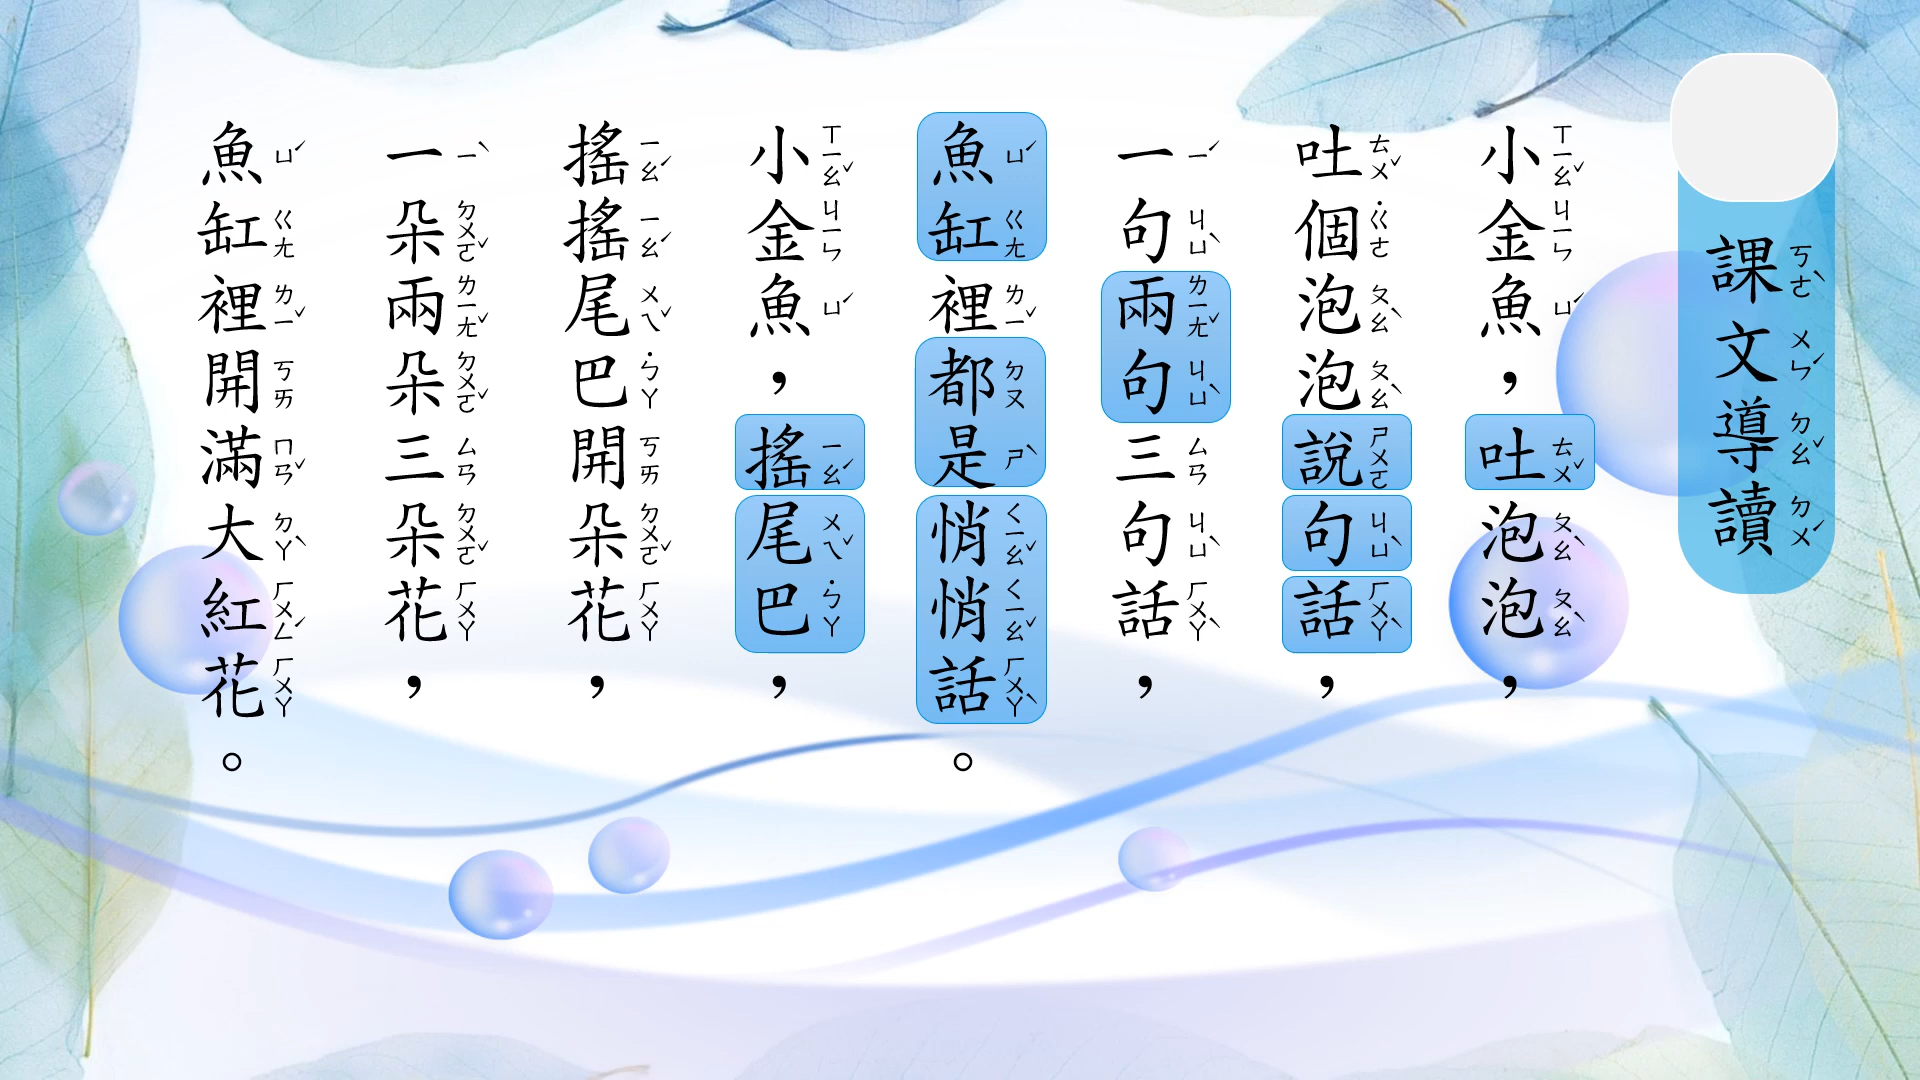 課文導讀
小金魚，吐泡泡，
吐個泡泡說句話，
一句兩句三句話，
魚缸裡都是悄悄話。
小金魚，搖尾巴，
搖搖尾巴開朵花，
一朵兩朵三朵花，
魚缸裡開滿大紅花。